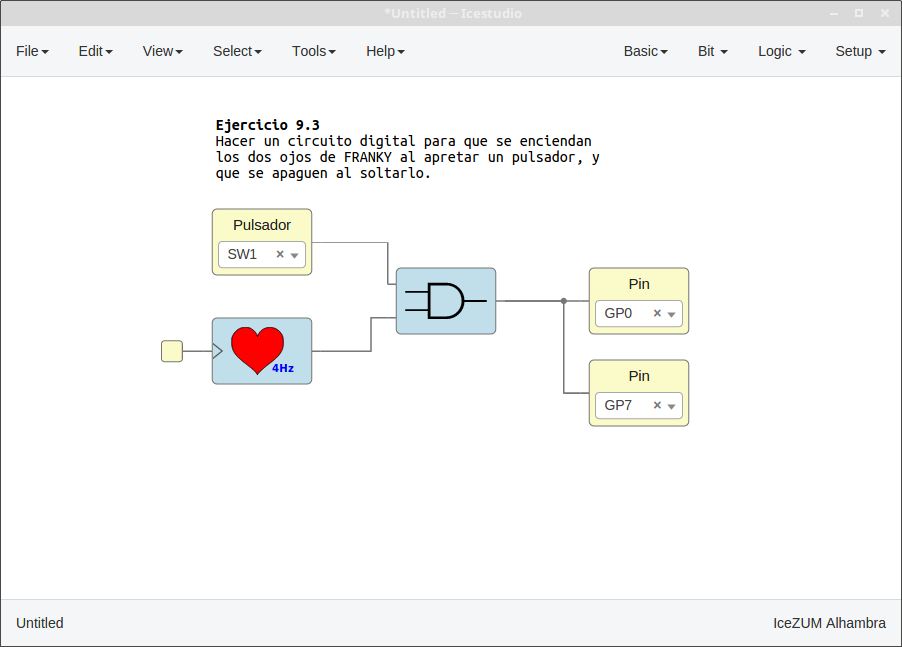 *Untitled – Icestudio
File Edit View Select Tools Help Basic Bit Logic Setup
Ejercicio 9.3
Hacer un circuito digital para que se enciendan
los dos ojos de FRANKY al apretar un pulsador, y
que se apaguen al soltarlo.
Pulsador
SW1
4Hz
Pin
GP0
Pin
GP7
Untitled
IceZUM Alhambra